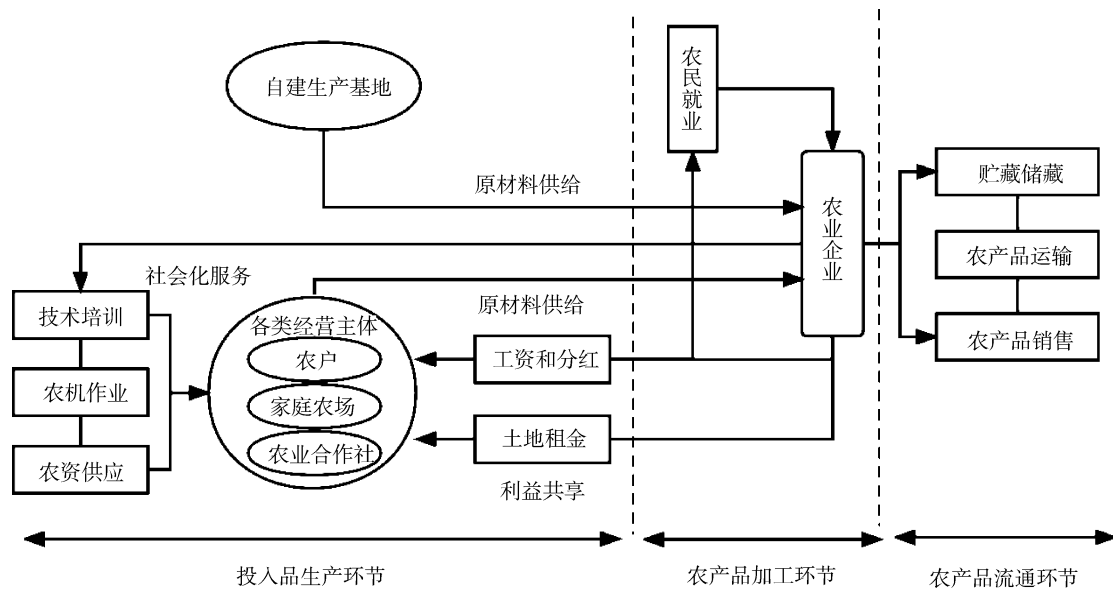 自建生产基地
农民就业
原材料供给
农业企业
贮藏储藏
农产品运输
农产品销售
社会化服务
原材料供给
技术培训
农机作业
农资供应
各类经营主体
农户
家庭农场
农业合作社
工资和分红
土地租金
利益共享
投入品生产环节
农产品加工环节
农产品流通环节